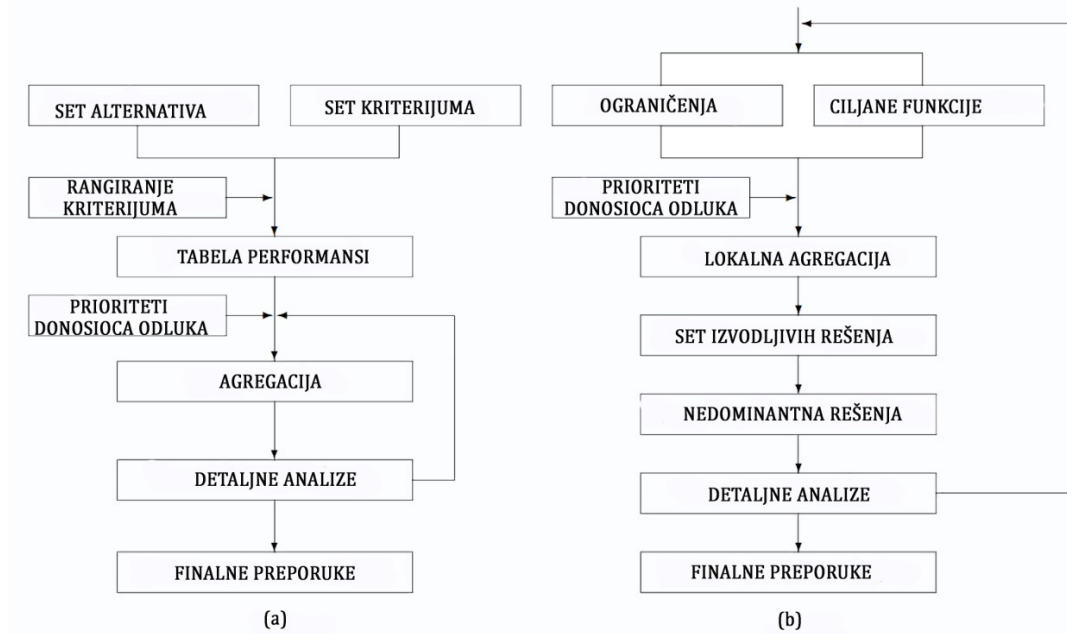 SET ALTERNATIVA
SET KRITERIJUMA
RANGIRANJE
KRITERIJUMA
TABELA PERFORMANSI
PRIORITETI
DONOSIOCA ODLUKA
AGREGACIJA
DETALJNE ANALIZE
FINALNE PREPORUKE
(a)
OGRANIČENJA
CILJANE FUNKCIJE
PRIORITETI
DONOSIOCA ODLUKA
LOKALNA AGREGACIJA
SET IZVODLJIVIH REŠENJA
NEDOMINANTNA REŠENJA
DETALJNE ANALIZE
FINALNE PREPORUKE
(b)